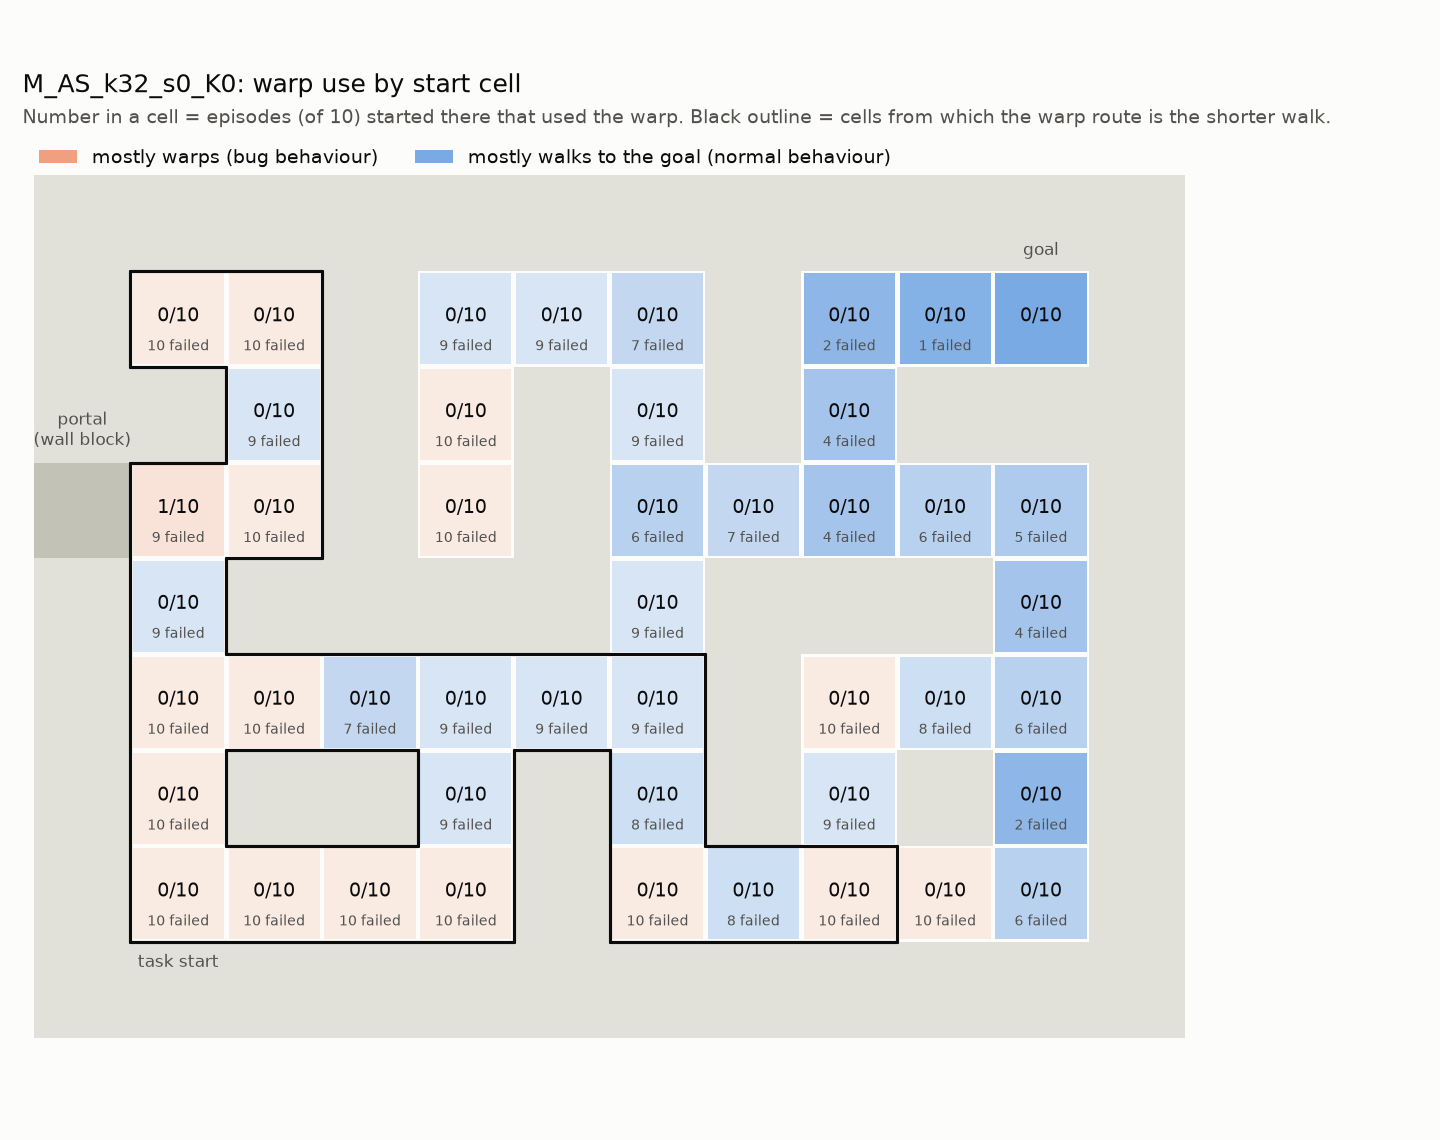 M_AS_k32_s0_K0: warp use by start cell
Number in a cell = episodes (of 10) started there that used the warp. Black outline = cells from which the warp route is the shorter walk.
mostly warps (bug behaviour) mostly walks to the goal (normal behaviour)
goal
0/10 0/10 0/10 0/10 0/10 0/10 0/10 0/10
10 failed 10 failed 9 failed 9 failed 7 failed 2 failed 1 failed
0/10 0/10 0/10 0/10
portal
(wall block)
9 failed 10 failed 9 failed 4 failed
1/10 0/10 0/10 0/10 0/10 0/10 0/10 0/10
9 failed 10 failed 10 failed 6 failed 7 failed 4 failed 6 failed 5 failed
0/10 0/10 0/10
9 failed 9 failed 4 failed
0/10 0/10 0/10 0/10 0/10 0/10 0/10 0/10 0/10
10 failed 10 failed 7 failed 9 failed 9 failed 9 failed 10 failed 8 failed 6 failed
0/10 0/10 0/10 0/10 0/10
10 failed 9 failed 8 failed 9 failed 2 failed
0/10 0/10 0/10 0/10 0/10 0/10 0/10 0/10 0/10
10 failed 10 failed 10 failed 10 failed 10 failed 8 failed 10 failed 10 failed 6 failed
task start